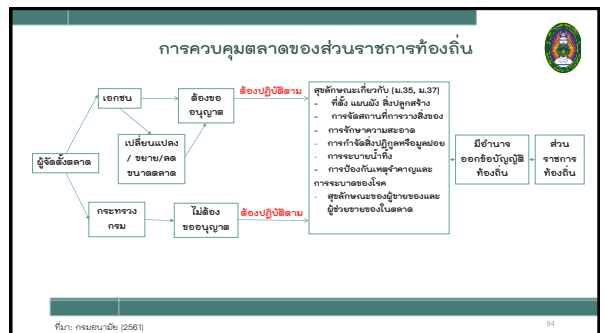 การควบคุมตลาดของส่วนราชการท้องถิ่น
ผู้จัดตั้งตลาด
เอกชน
ต้องขอ
อนุญาต
เปลี่ยนแปลง
/ ขยาย/ลด
ขนาดตลาด
กระทรวง
กรม
ไม่ต้อง
ขออนุญาต
ต้องปฏิบัติตาม
ต้องปฏิบัติตาม
สุขลักษณะเกี่ยวกับ (ม.35, ม.37)
- ที่ตั้ง แผนผัง สิ่งปลูกสร้าง
- การจัดสถานที่การวางสิ่งของ
- การรักษาความสะอาด
- การกำจัดสิ่งปฏิกูลหรือมูลฝอย
- การระบายน้ำทิ้ง
- การป้องกันเหตุรำคาญและ
การระบาดของโรค
- สุขลักษณะของผู้ขายของและ
ผู้ช่วยขายของในตลาด
มีอำนาจ
ออกข้อบัญญัติ
ท้องถิ่น
ส่วน
ราชการ
ท้องถิ่น
ที่มา: กรมอนามัย (2561)
84